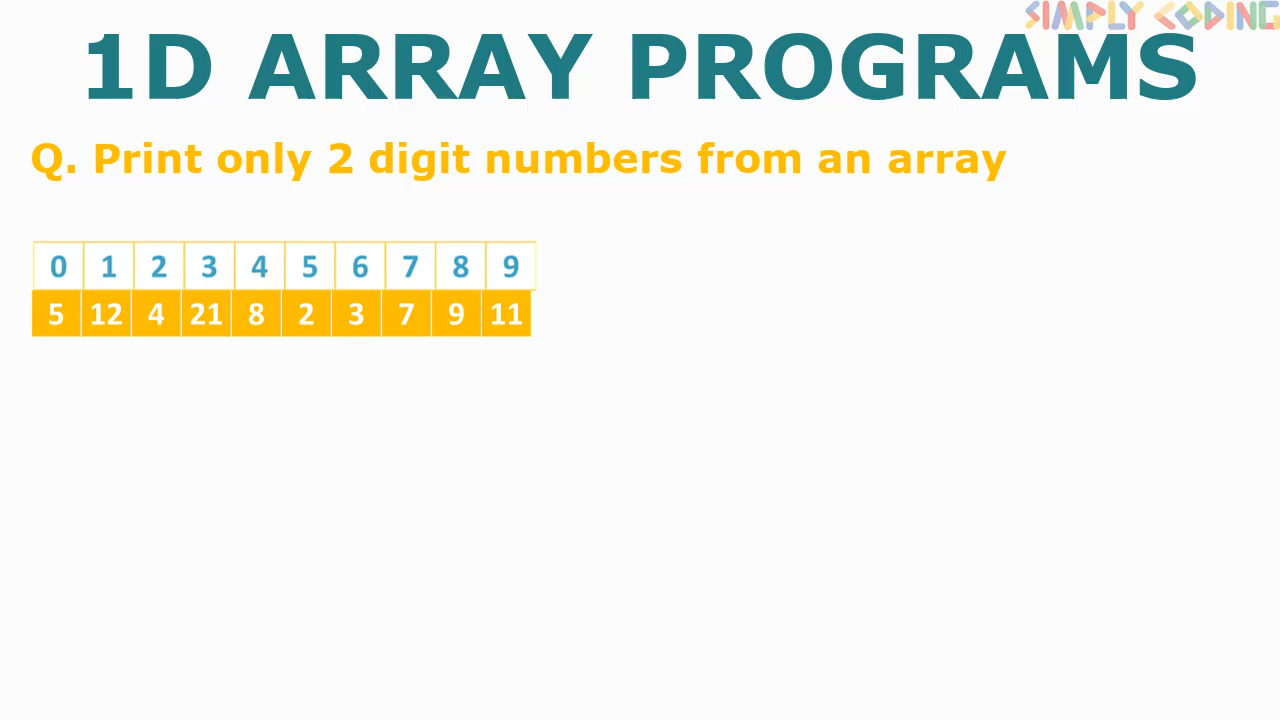 SIMPLY CODING
1D ARRAY PROGRAMS
Q. Print only 2 digit numbers from an array
0 1 2 3 4 5 6 7 8 9
5 12 4 21 8 2 3 7 9 11